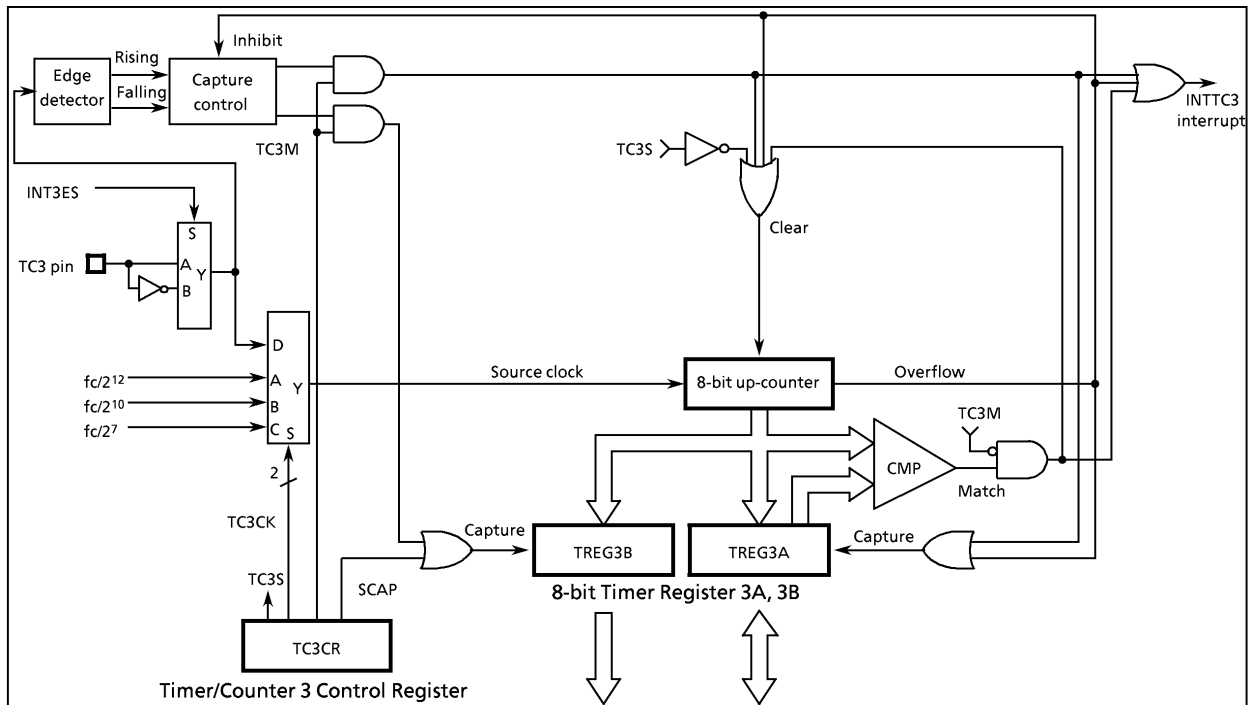 Inhibit
Rising
Edge
detector
Falling
Capture
control
INTTC3
interrupt
TC3M
TC3S
INT3ES
Clear
S
TC3 pin
A
Y
B
D
fc/2¹²
A
Y
fc/2¹⁰
B
fc/2⁷
C
S
Source clock
8-bit up-counter
Overflow
TC3M
CMP
Match
2
TC3CK
Capture
TREG3B
TREG3A
Capture
TC3S
SCAP
8-bit Timer Register 3A, 3B
TC3CR
Timer/Counter 3 Control Register